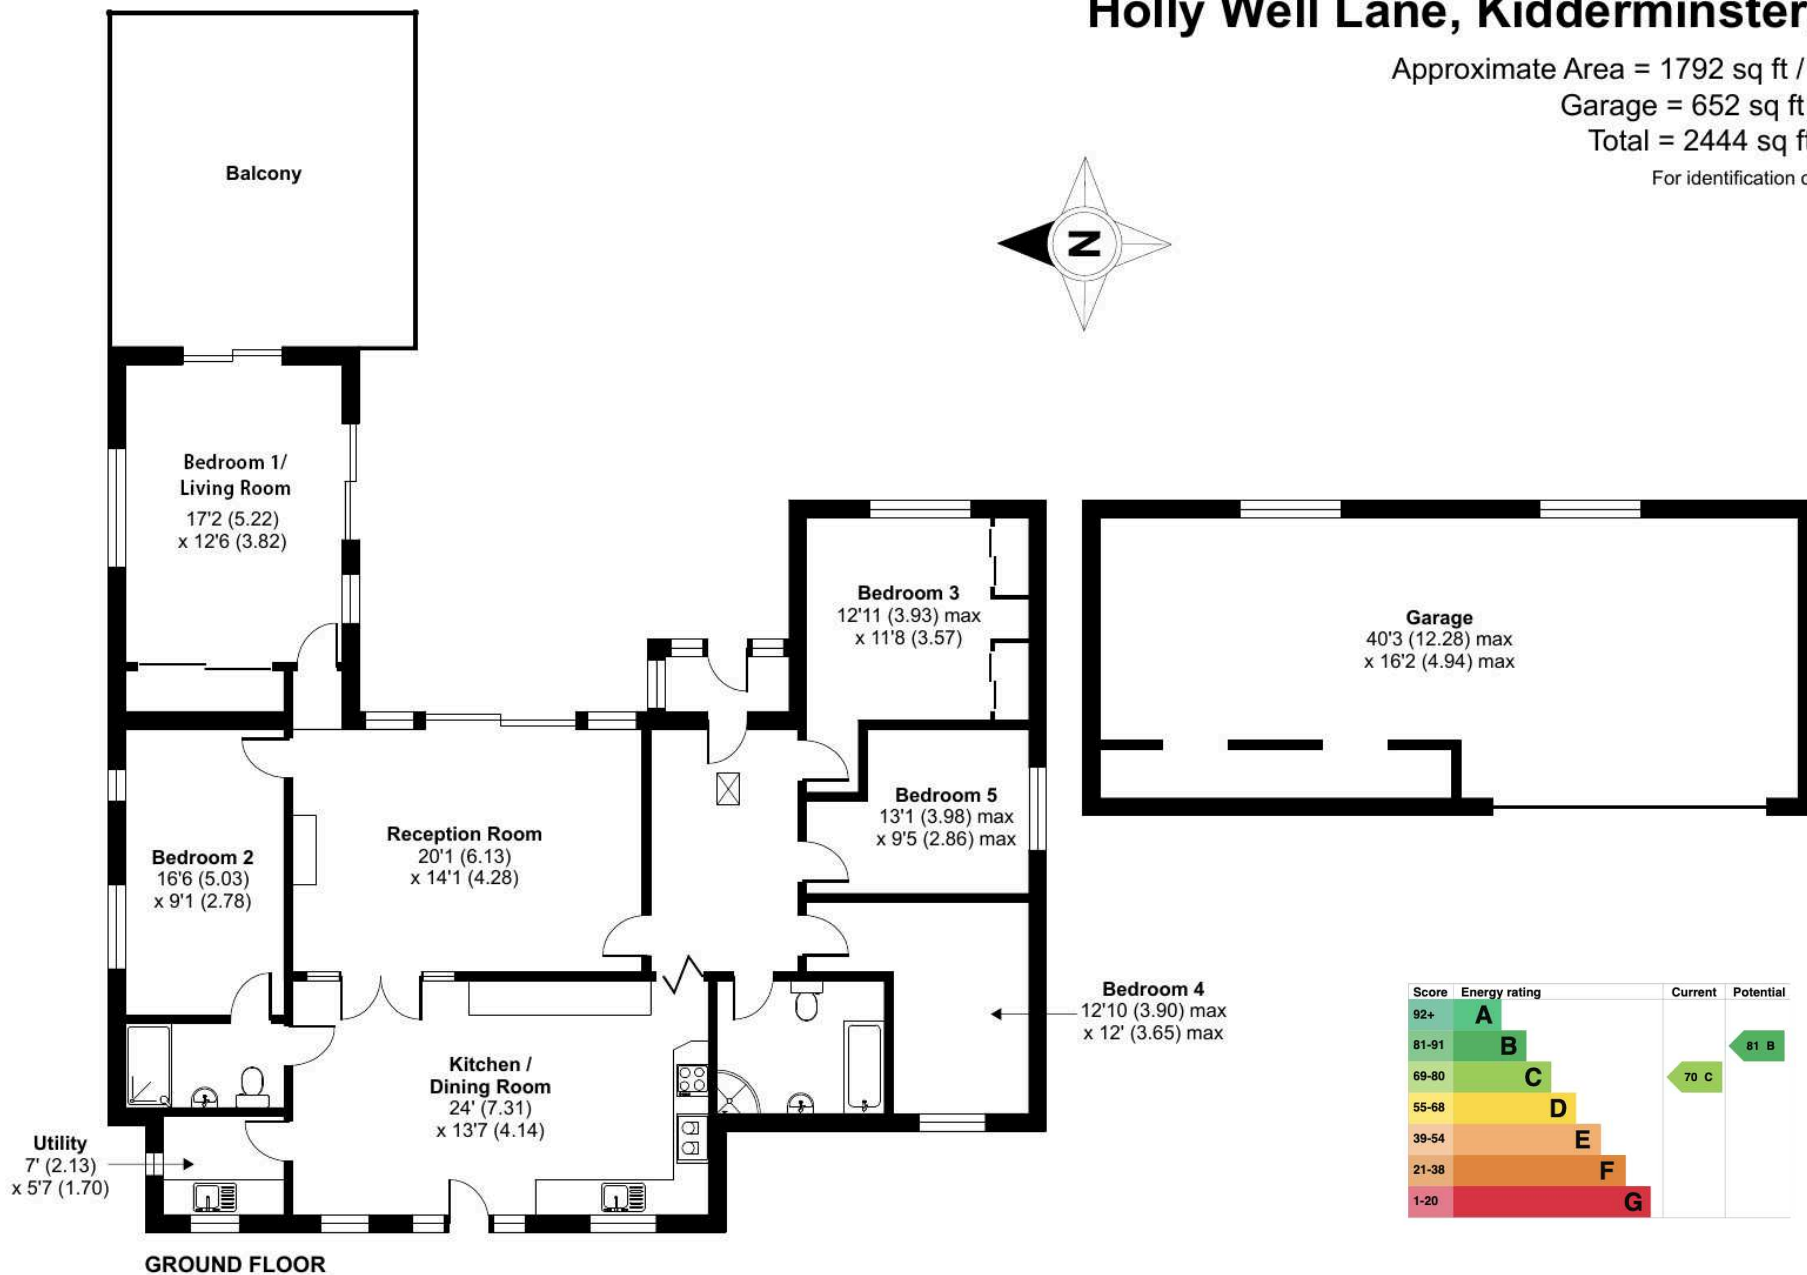 Holly Well Lane, Kidderminster,
Approximate Area = 1792 sq ft /
Garage = 652 sq ft
Total = 2444 sq ft
For identification
Balcony
N
Bedroom 1/
Living Room
17'2 (5.22)
x 12'6 (3.82)
Bedroom 3
12'11 (3.93) max
x 11'8 (3.57)
Garage
40'3 (12.28) max
x 16'2 (4.94) max
Bedroom 5
13'1 (3.98) max
x 9'5 (2.86) max
Reception Room
20'1 (6.13)
x 14'1 (4.28)
Bedroom 2
16'6 (5.03)
x 9'1 (2.78)
Bedroom 4
12'10 (3.90) max
x 12' (3.65) max
Kitchen /
Dining Room
24' (7.31)
x 13'7 (4.14)
Utility
7' (2.13)
x 5'7 (1.70)
GROUND FLOOR
Score Energy rating Current Potential
92+ A
81-91 B 81 B
69-80 C 70 C
55-68 D
39-54 E
21-38 F
1-20 G